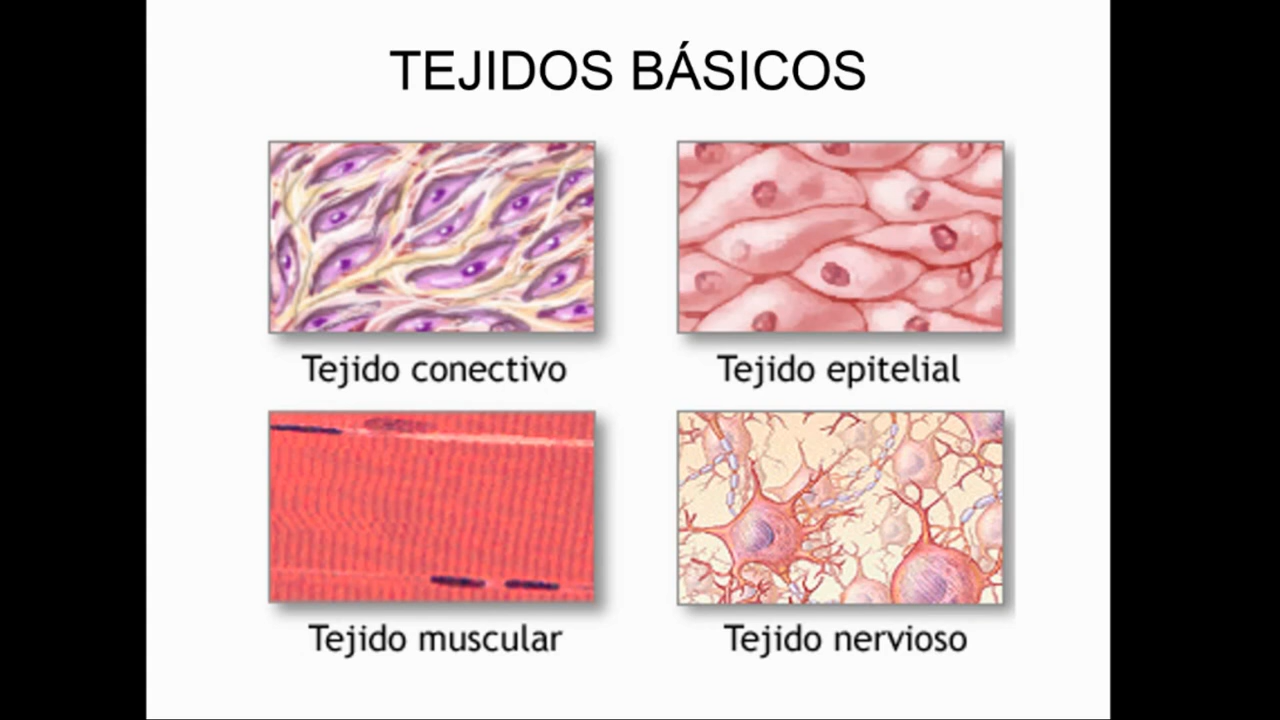 TEJIDOS BÁSICOS
Tejido conectivo
Tejido epitelial
Tejido muscular
Tejido nervioso